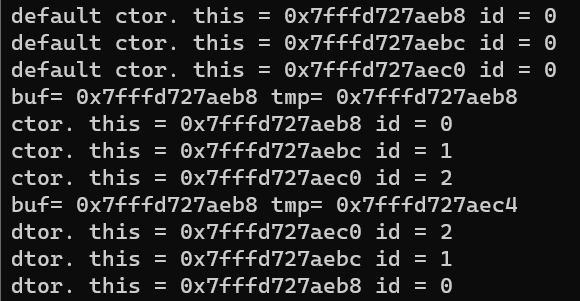 default ctor. this = 0x7fffd727aeb8 id = 0
default ctor. this = 0x7fffd727aebc id = 0
default ctor. this = 0x7fffd727aec0 id = 0
buf= 0x7fffd727aeb8 tmp= 0x7fffd727aeb8
ctor. this = 0x7fffd727aeb8 id = 0
ctor. this = 0x7fffd727aebc id = 1
ctor. this = 0x7fffd727aec0 id = 2
buf= 0x7fffd727aeb8 tmp= 0x7fffd727aec4
dtor. this = 0x7fffd727aec0 id = 2
dtor. this = 0x7fffd727aebc id = 1
dtor. this = 0x7fffd727aeb8 id = 0